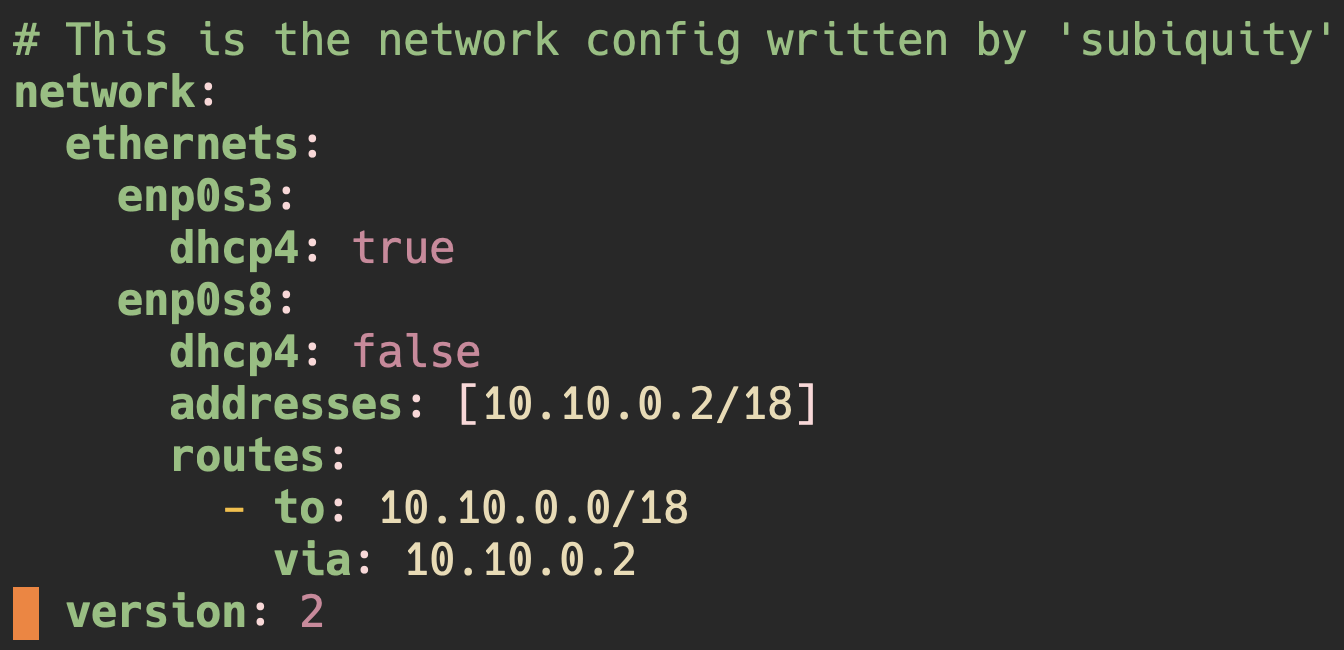 # This is the network config written by 'subiquity'
network:
  ethernets:
    enp0s3:
      dhcp4: true
    enp0s8:
      dhcp4: false
      addresses: [10.10.0.2/18]
      routes:
        - to: 10.10.0.0/18
          via: 10.10.0.2
  version: 2